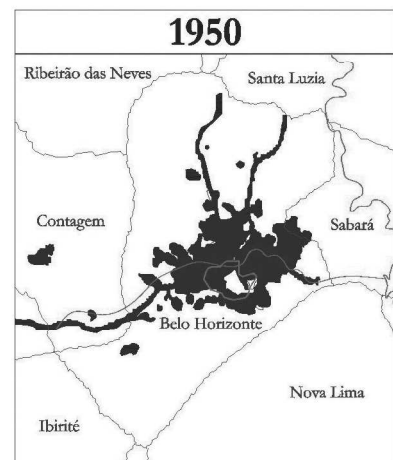 1950
Ribeirão das Neves
Santa Luzia
Contagem
Sabará
Belo Horizonte
Nova Lima
Ibirité